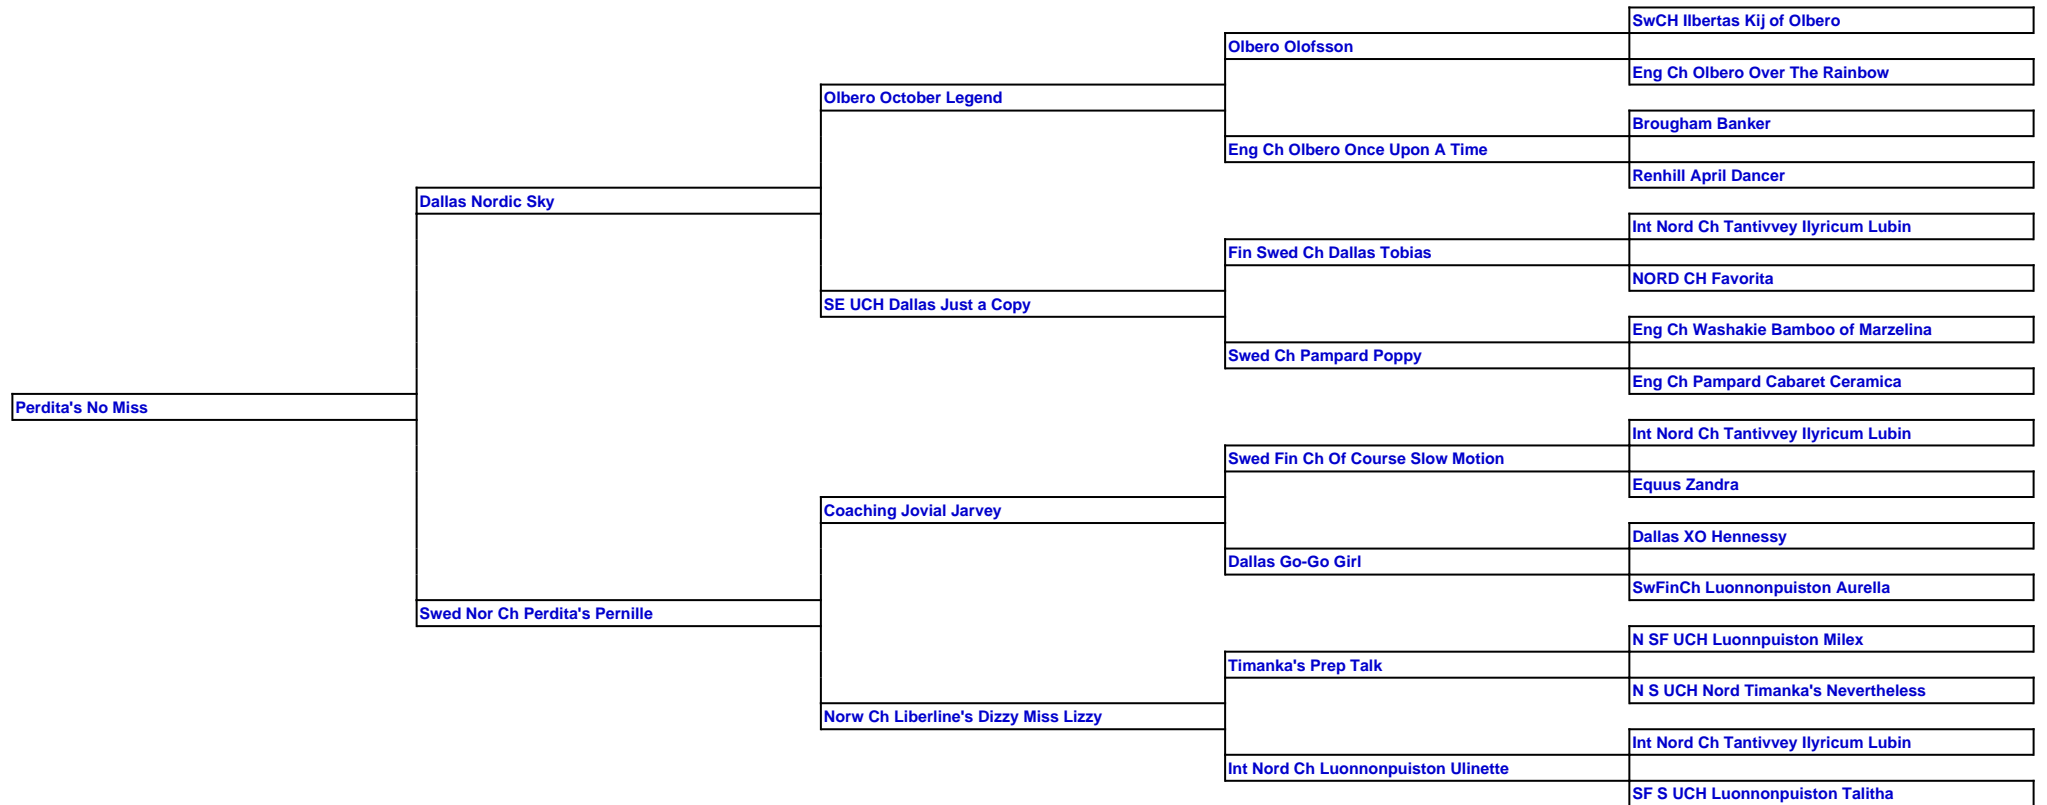 SwCH Ilbertas Kij of Olbero
Olbero Olofsson
Eng Ch Olbero Over The Rainbow
Olbero October Legend
Brougham Banker
Eng Ch Olbero Once Upon A Time
Renhill April Dancer
Dallas Nordic Sky
Int Nord Ch Tantivvey Ilyricum Lubin
Fin Swed Ch Dallas Tobias
NORD CH Favorita
SE UCH Dallas Just a Copy
Eng Ch Washakie Bamboo of Marzelina
Swed Ch Pampard Poppy
Eng Ch Pampard Cabaret Ceramica
Perdita's No Miss
Int Nord Ch Tantivvey Ilyricum Lubin
Swed Fin Ch Of Course Slow Motion
Equus Zandra
Coaching Jovial Jarvey
Dallas XO Hennessy
Dallas Go-Go Girl
SwFinCh Luonnonpuiston Aurella
Swed Nor Ch Perdita's Pernille
N SF UCH Luonnpuiston Milex
Timanka's Prep Talk
N S UCH Nord Timanka's Nevertheless
Norw Ch Liberline's Dizzy Miss Lizzy
Int Nord Ch Tantivvey Ilyricum Lubin
Int Nord Ch Luonnonpuiston Ulinette
SF S UCH Luonnonpuiston Talitha